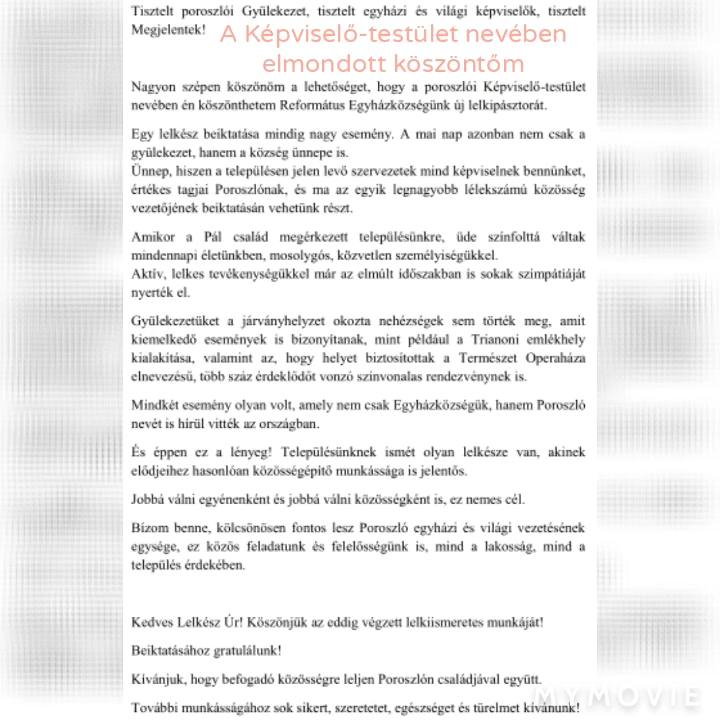 Tisztelt poroszlói Gyülekezet, tisztelt egyházi és világi képviselők, tisztelt
Megjelentek!
A Képviselő-testület nevében
elmondott köszöntőm
Nagyon szépen köszönöm a lehetőséget, hogy a poroszlói Képviselő-testület
nevében én köszönthetem Református Egyházközségünk új lelkipásztorát.
Egy lelkész beiktatása mindig nagy esemény. A mai nap azonban nem csak a
gyülekezet, hanem a község ünnepe is.
Ünnep, hiszen a településen jelen levő szervezetek mind képviselnek bennünket,
értékes tagjai Poroszlónak, és ma az egyik legnagyobb lélekszámú közösség
vezetőjének beiktatásán vehetünk részt.
Amikor a Pál család megérkezett településünkre, üde színfolttá váltak
mindennapi életünkben, mosolygós, közvetlen személyiségükkel.
Aktív, lelkes tevékenységükkel már az elmúlt időszakban is sokak szimpátiáját
nyerték el.
Gyülekezetüket a járványhelyzet okozta nehézségek sem törték meg, amit
kiemelkedő események is bizonyítanak, mint például a Trianoni emlékhely
kialakítása, valamint az, hogy helyet biztosítottak a Természet Operaháza
elnevezésű, több száz érdeklődőt vonzó színvonalas rendezvénynek is.
Mindkét esemény olyan volt, amely nem csak Egyházközségük, hanem Poroszló
nevét is hírül vitték az országban.
És éppen ez a lényeg! Településünknek ismét olyan lelkésze van, akinek
elődjeihez hasonlóan közösségépítő munkássága is jelentős.
Jobbá válni egyénenként és jobbá válni közösségként is, ez nemes cél.
Bízom benne, kölcsönösen fontos lesz Poroszló egyházi és világi vezetésének
egysége, ez közös feladatunk és felelősségünk is, mind a lakosság, mind a
település érdekében.
Kedves Lelkész Úr! Köszönjük az eddig végzett lelkiismeretes munkáját!
Beiktatásához gratulálunk!
Kívánjuk, hogy befogadó közösségre leljen Poroszlón családjával együtt.
További munkásságához sok sikert, szeretetet, egészséget és türelmet kívánunk!
MYMOVIE